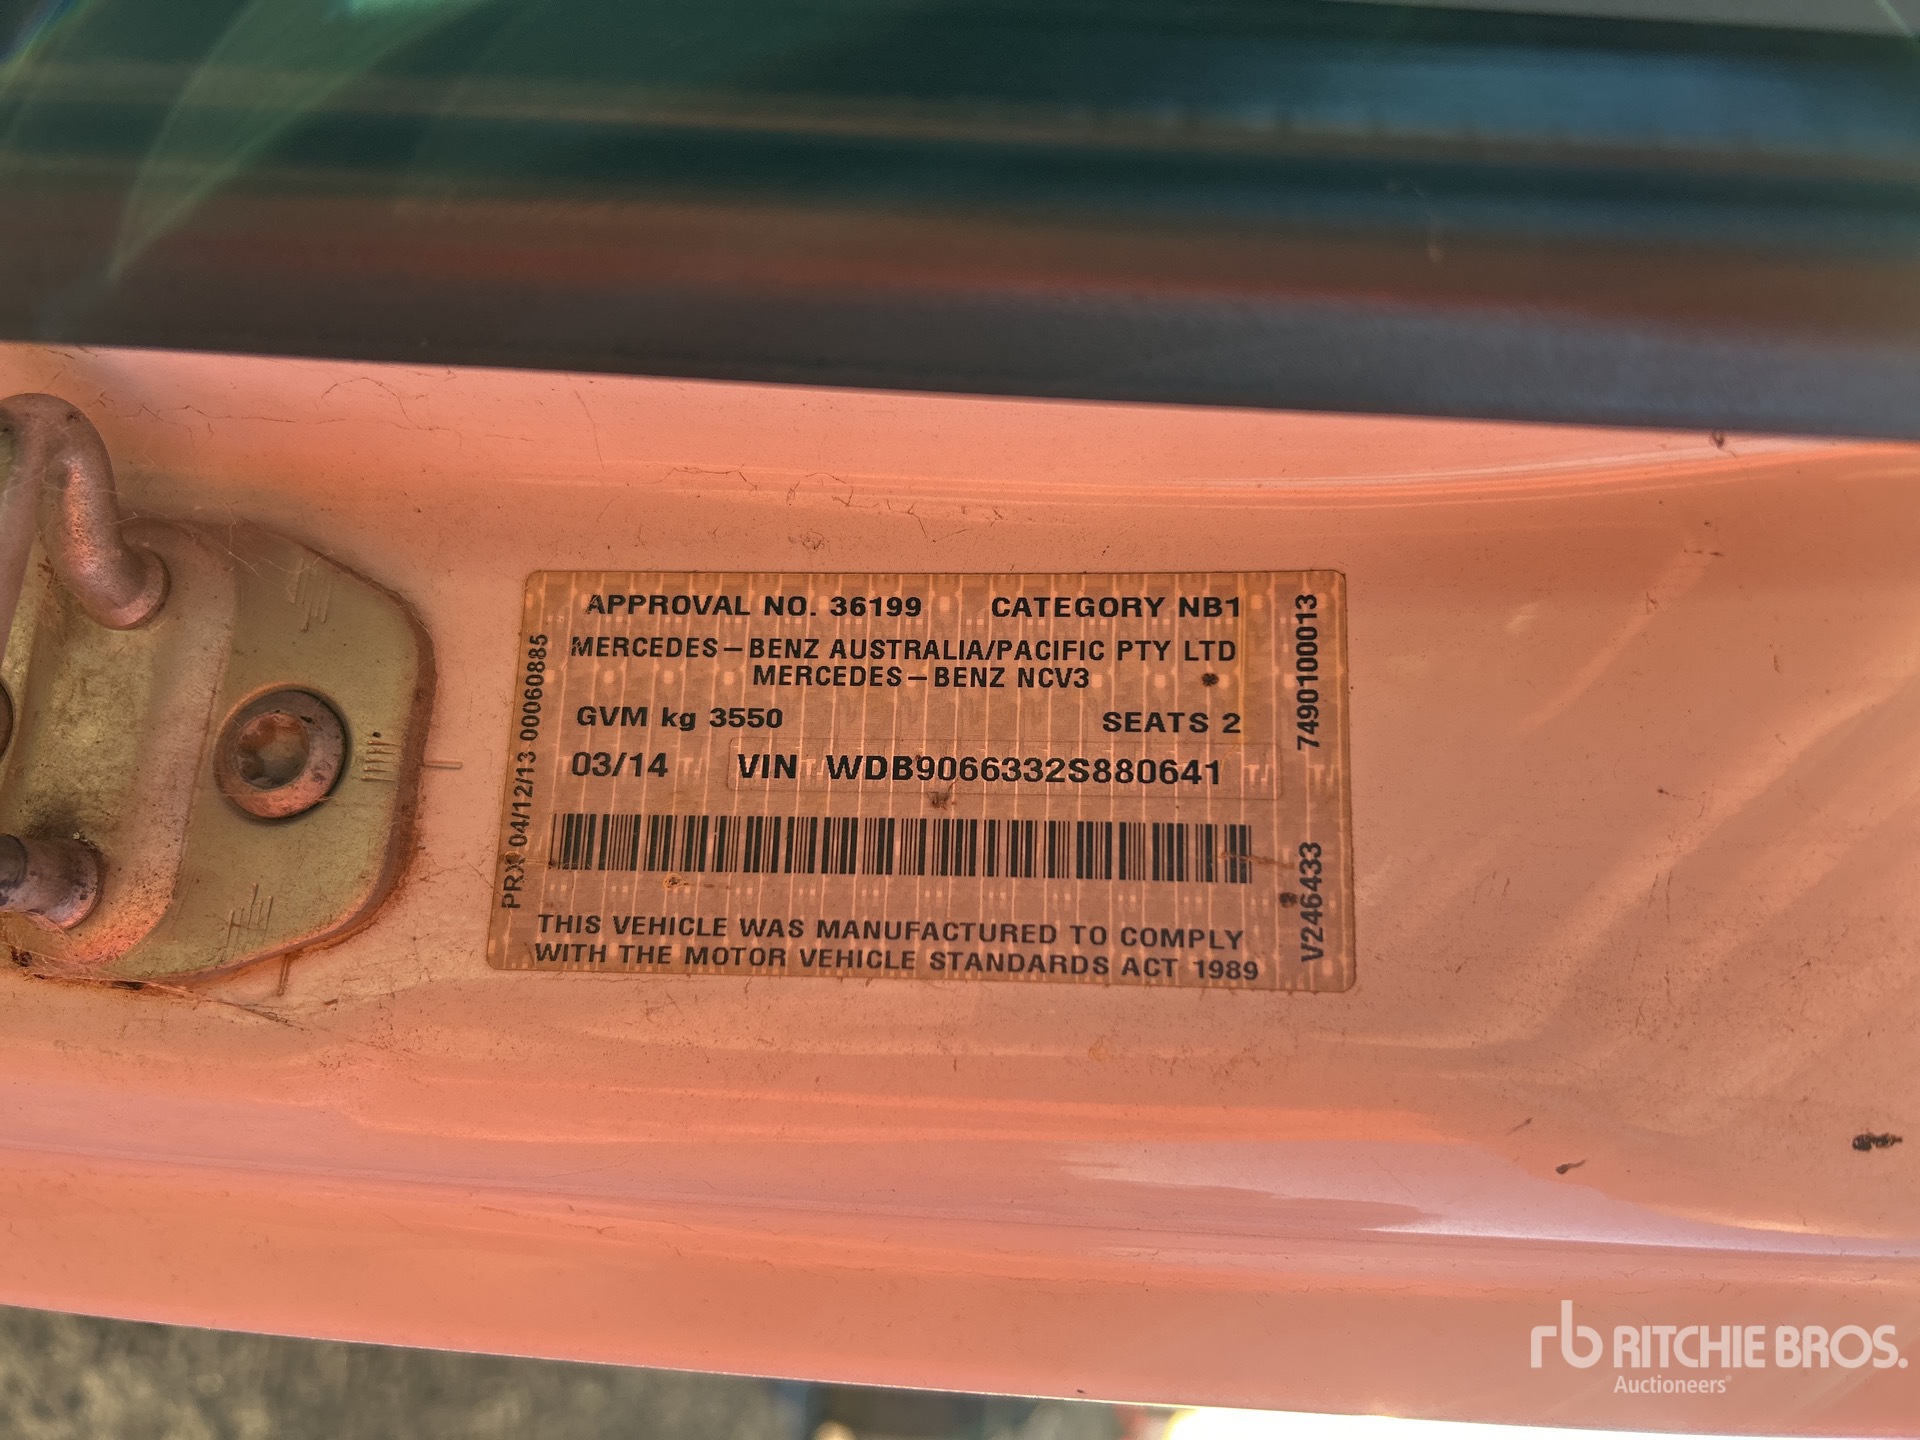 APPROVAL NO. 36199 CATEGORY NB1
MERCEDES-BENZ AUSTRALIA/PACIFIC PTY LTD
MERCEDES-BENZ NCV3
GVM kg 3550 SEATS 2
03/14 VIN WDB9066332S880641
THIS VEHICLE WAS MANUFACTURED TO COMPLY
WITH THE MOTOR VEHICLE STANDARDS ACT 1989
PRX 04/12/13 00060885
7490100013
V246433
rb RITCHIE BROS.
Auctioneers